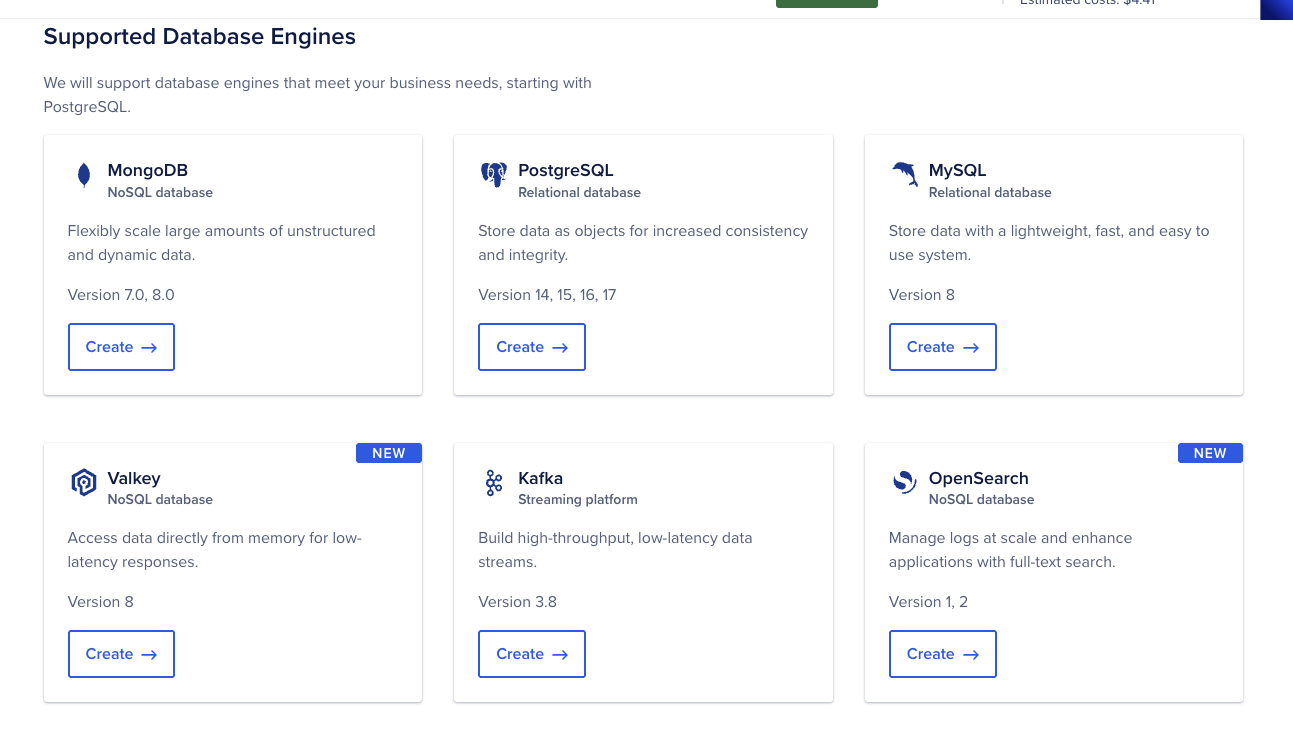 Estimated costs: $4.41
Supported Database Engines
We will support database engines that meet your business needs, starting with
PostgreSQL.
MongoDB
NoSQL database
Flexibly scale large amounts of unstructured
and dynamic data.
Version 7.0, 8.0
Create →
PostgreSQL
Relational database
Store data as objects for increased consistency
and integrity.
Version 14, 15, 16, 17
Create →
MySQL
Relational database
Store data with a lightweight, fast, and easy to
use system.
Version 8
Create →
NEW
Valkey
NoSQL database
Access data directly from memory for low-
latency responses.
Version 8
Create →
Kafka
Streaming platform
Build high-throughput, low-latency data
streams.
Version 3.8
Create →
NEW
OpenSearch
NoSQL database
Manage logs at scale and enhance
applications with full-text search.
Version 1, 2
Create →